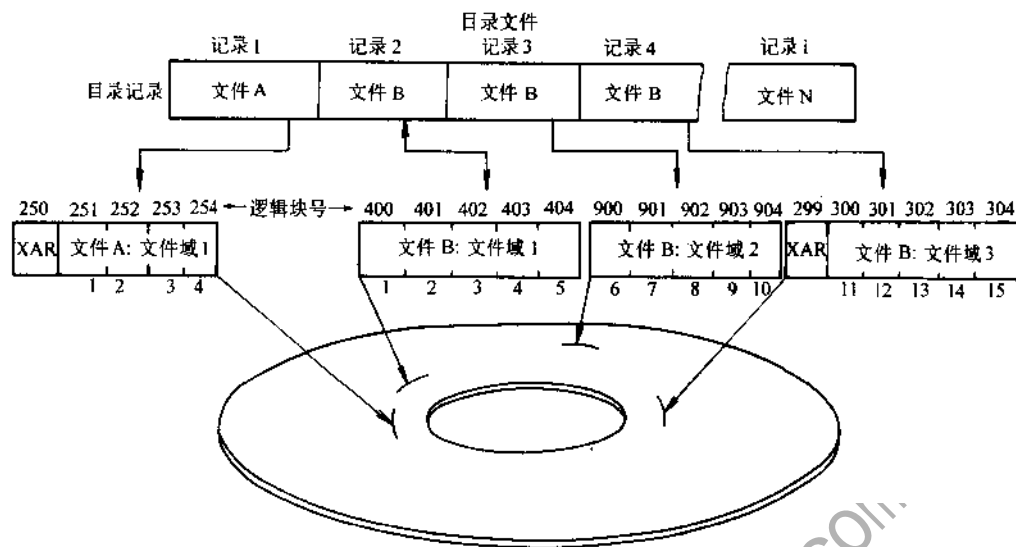 目录文件
记录1 记录2 记录3 记录4 记录i
目录记录 文件A 文件B 文件B 文件B 文件N
250 251 252 253 254 ←逻辑块号→ 400 401 402 403 404 900 901 902 903 904 299 300 301 302 303 304
XAR 文件A: 文件域1 文件B: 文件域1 文件B: 文件域2 XAR 文件B: 文件域3
1 2 3 4 1 2 3 4 5 6 7 8 9 10 11 12 13 14 15
com